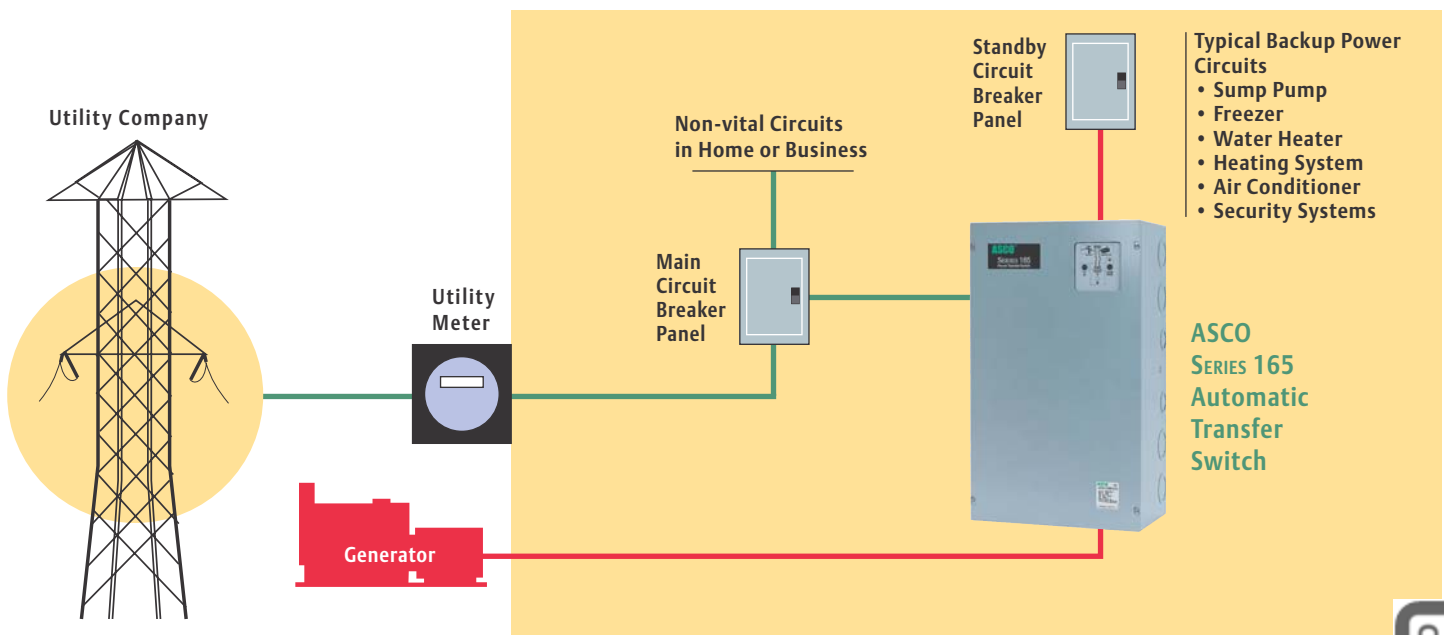 Utility Company
Utility
Meter
Generator
Non-vital Circuits
in Home or Business
Main
Circuit
Breaker
Panel
Standby
Circuit
Breaker
Panel
Typical Backup Power
Circuits
• Sump Pump
• Freezer
• Water Heater
• Heating System
• Air Conditioner
• Security Systems
ASCO
SERIES 165
ASCO
SERIES 165
Automatic
Transfer
Switch